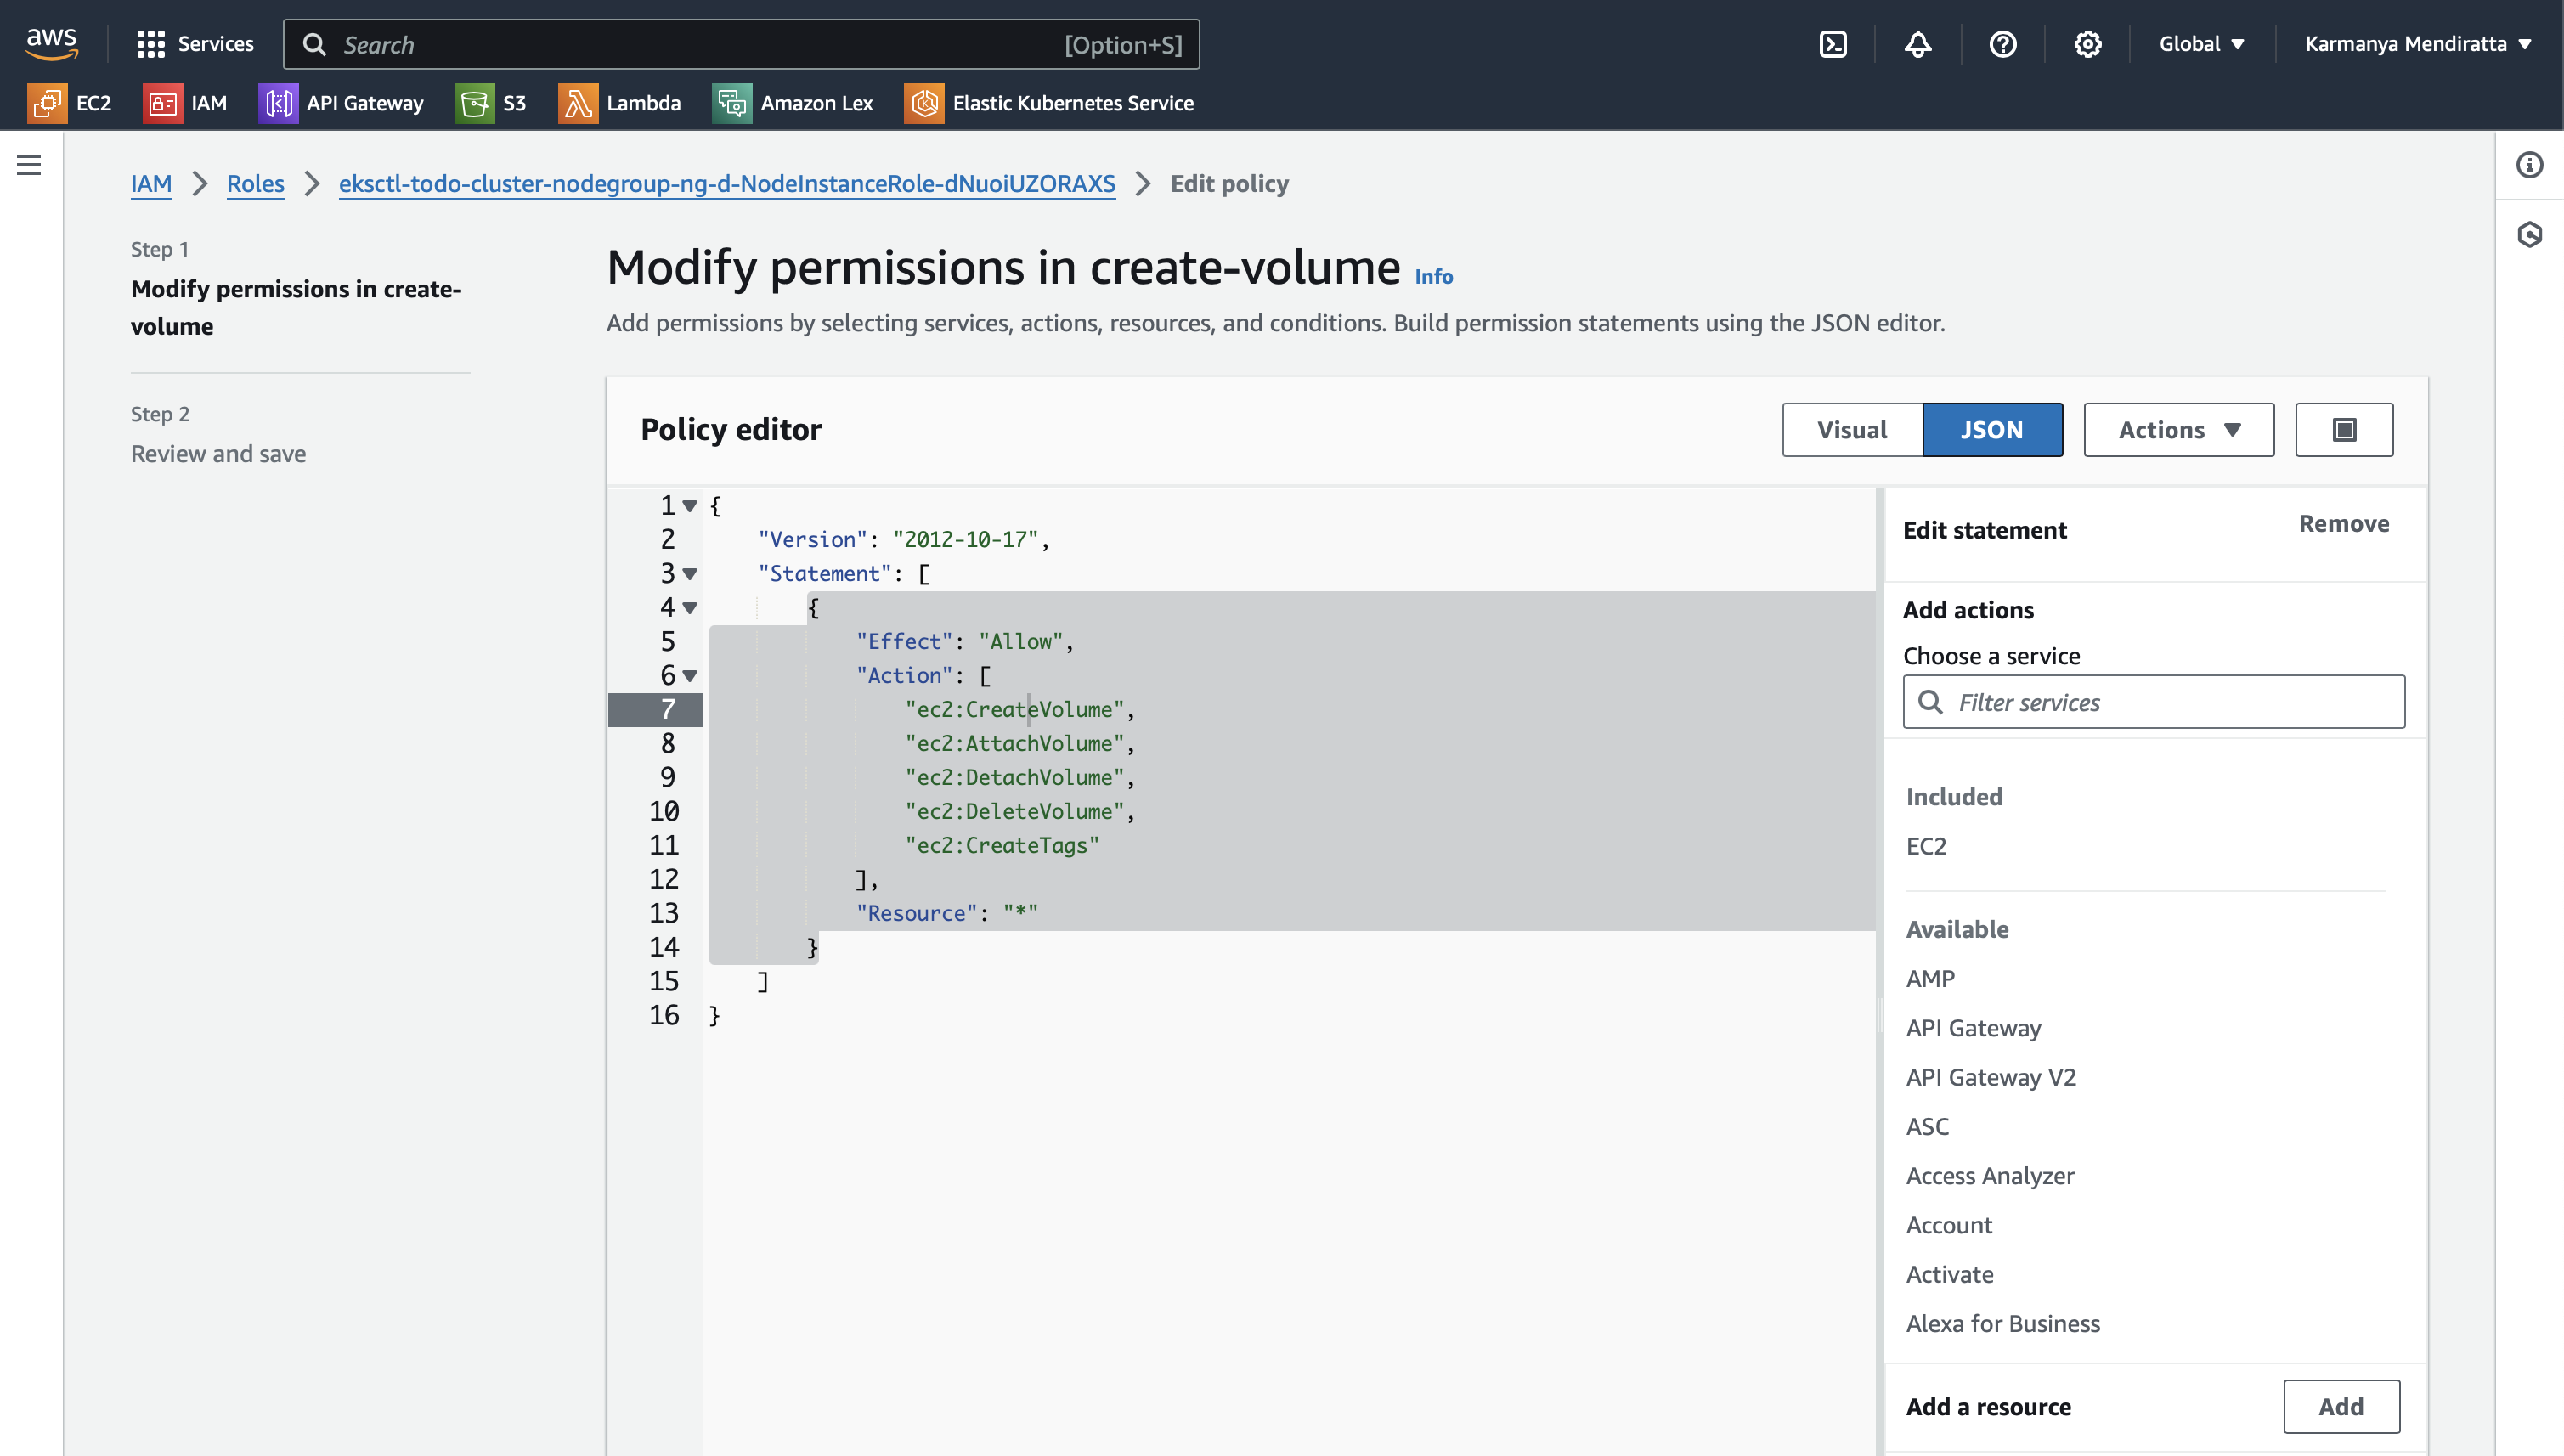 aws
Services
Search
[Option+S]
Global
Karmanya Mendiratta
EC2
IAM
API Gateway
S3
Lambda
Amazon Lex
Elastic Kubernetes Service
IAM
Roles
eksctl-todo-cluster-nodegroup-ng-d-NodeInstanceRole-dNuoiUZORAXS
Edit policy
Step 1
Modify permissions in create-
volume
Step 2
Review and save
Modify permissions in create-volume Info
Add permissions by selecting services, actions, resources, and conditions. Build permission statements using the JSON editor.
Policy editor
Visual
JSON
Actions
1 {
2 "Version": "2012-10-17",
3 "Statement": [
4 {
5 "Effect": "Allow",
6 "Action": [
7 "ec2:CreateVolume",
8 "ec2:AttachVolume",
9 "ec2:DetachVolume",
10 "ec2:DeleteVolume",
11 "ec2:CreateTags"
12 ],
13 "Resource": "*"
14 }
15 ]
16 }
Edit statement
Remove
Add actions
Choose a service
Filter services
Included
EC2
Available
AMP
API Gateway
API Gateway V2
ASC
Access Analyzer
Account
Activate
Alexa for Business
Add a resource
Add